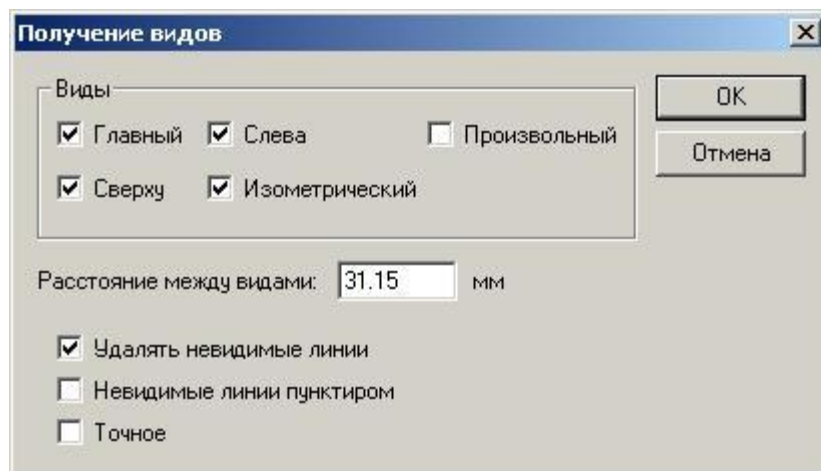 Получение видов
Виды
Главный Слева Произвольный
Сверху Изометрический
OK
Отмена
Расстояние между видами: 31.15 мм
Удалять невидимые линии
Невидимые линии пунктиром
Точное